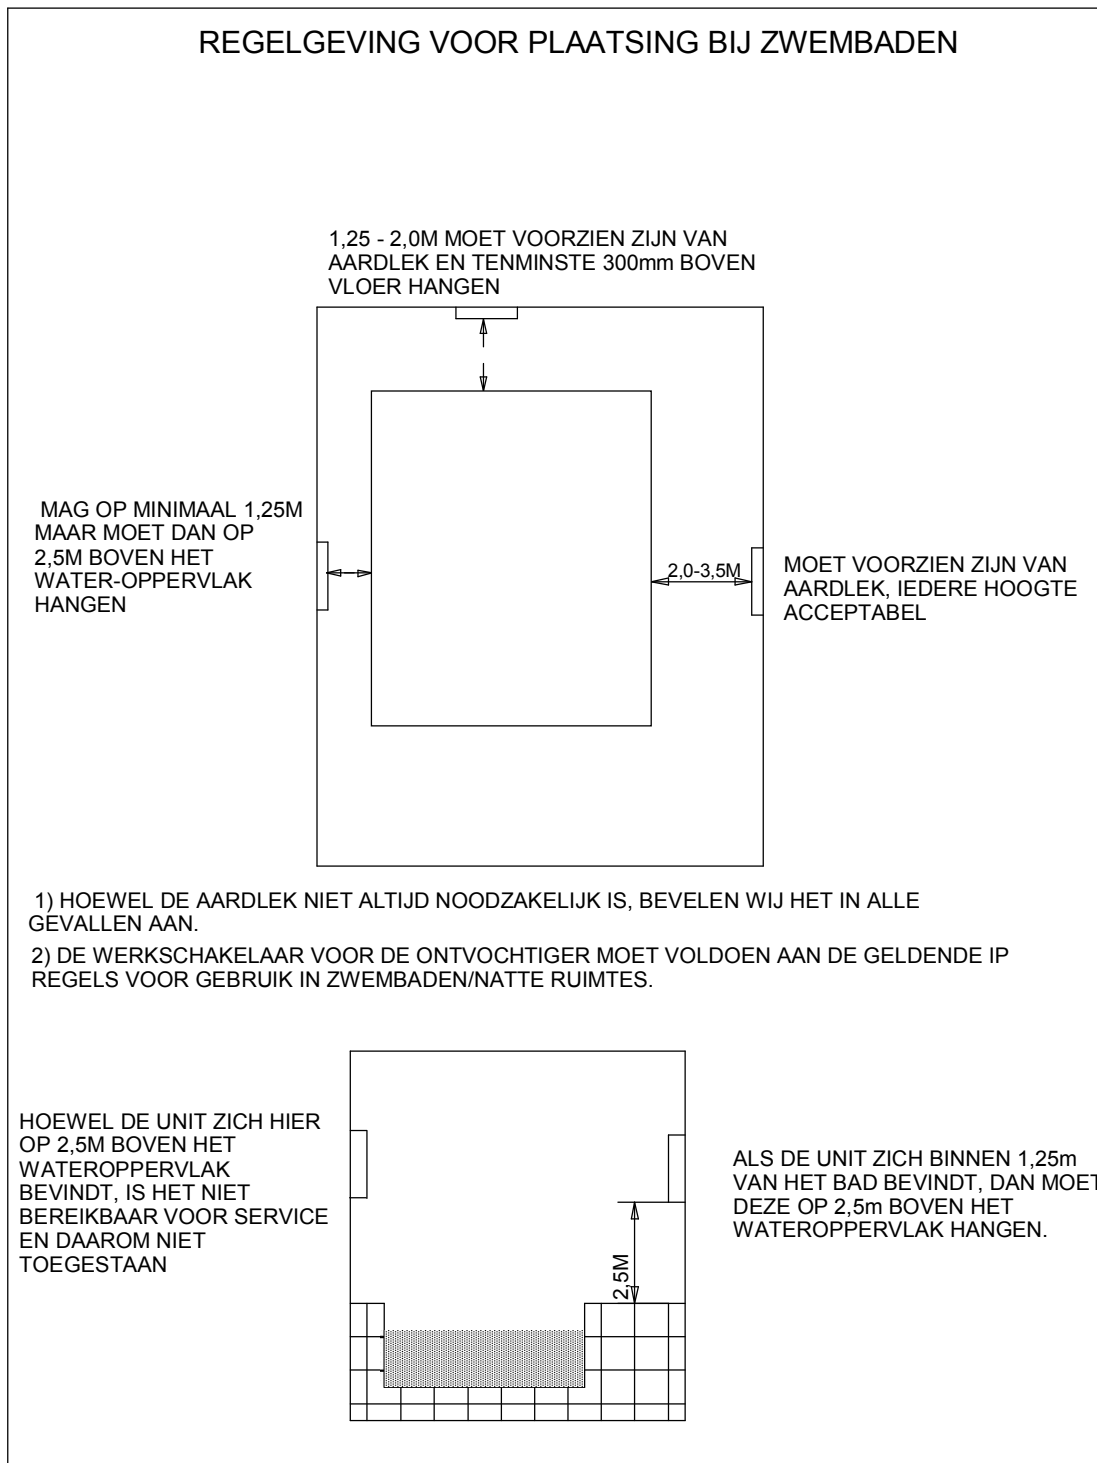 REGELGEVING VOOR PLAATSING BIJ ZWEMBADEN
1,25 - 2,0M MOET VOORZIEN ZIJN VAN
AARDLEK EN TENMINSTE 300mm BOVEN
VLOER HANGEN
MAG OP MINIMAAL 1,25M
MAAR MOET DAN OP
2,5M BOVEN HET
WATER-OPPERVLAK
HANGEN
2,0-3,5M
MOET VOORZIEN ZIJN VAN
AARDLEK, IEDERE HOOGTE
ACCEPTABEL
1) HOEWEL DE AARDLEK NIET ALTIJD NOODZAKELIJK IS, BEVELEN WIJ HET IN ALLE
GEVALLEN AAN.
2) DE WERKSCHAKELAAR VOOR DE ONTVOCHTIGER MOET VOLDOEN AAN DE GELDENDE IP
REGELS VOOR GEBRUIK IN ZWEMBADEN/NATTE RUIMTES.
HOEWEL DE UNIT ZICH HIER
OP 2,5M BOVEN HET
WATEROPPERVLAK
BEVINDT, IS HET NIET
BEREIKBAAR VOOR SERVICE
EN DAAROM NIET
TOEGESTAAN
2,5M
ALS DE UNIT ZICH BINNEN 1,25m
VAN HET BAD BEVINDT, DAN MOET
DEZE OP 2,5m BOVEN HET
WATEROPPERVLAK HANGEN.